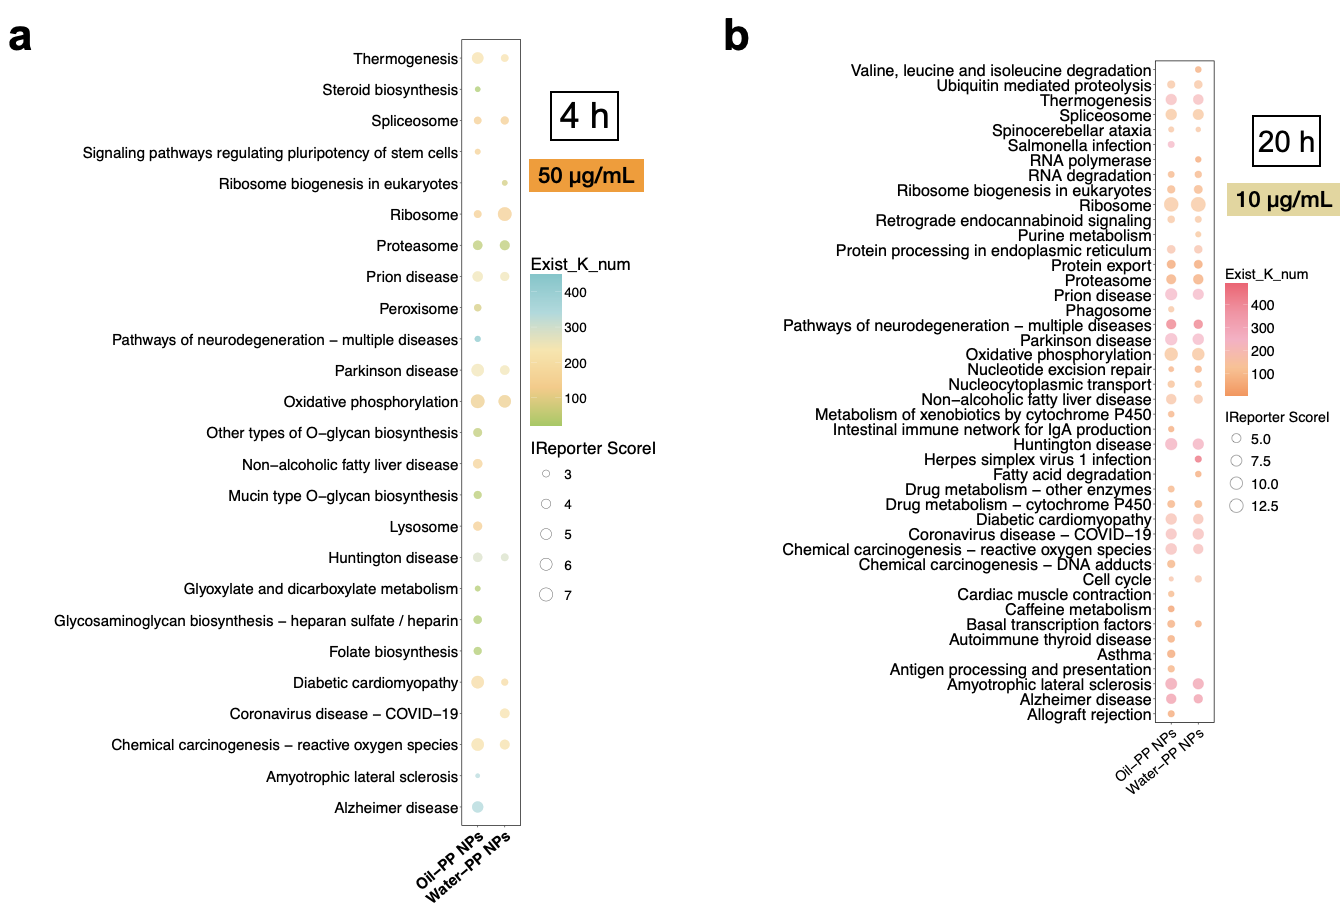 a
Thermogenesis
Steroid biosynthesis
Spliceosome
Signaling pathways regulating pluripotency of stem cells
Ribosome biogenesis in eukaryotes
Ribosome
Proteasome
Prion disease
Peroxisome
Pathways of neurodegeneration − multiple diseases
Parkinson disease
Oxidative phosphorylation
Other types of O−glycan biosynthesis
Non−alcoholic fatty liver disease
Mucin type O−glycan biosynthesis
Lysosome
Huntington disease
Glyoxylate and dicarboxylate metabolism
Glycosaminoglycan biosynthesis − heparan sulfate / heparin
Folate biosynthesis
Diabetic cardiomyopathy
Coronavirus disease − COVID−19
Chemical carcinogenesis − reactive oxygen species
Amyotrophic lateral sclerosis
Alzheimer disease
Oil−PP NPs
Water−PP NPs
4 h
50 µg/mL
Exist_K_num
400
300
200
100
IReporter ScoreI
3
4
5
6
7
b
Valine, leucine and isoleucine degradation
Ubiquitin mediated proteolysis
Thermogenesis
Spliceosome
Spinocerebellar ataxia
Salmonella infection
RNA polymerase
RNA degradation
Ribosome biogenesis in eukaryotes
Ribosome
Retrograde endocannabinoid signaling
Purine metabolism
Protein processing in endoplasmic reticulum
Protein export
Proteasome
Prion disease
Phagosome
Pathways of neurodegeneration − multiple diseases
Parkinson disease
Oxidative phosphorylation
Nucleotide excision repair
Nucleocytoplasmic transport
Non−alcoholic fatty liver disease
Metabolism of xenobiotics by cytochrome P450
Intestinal immune network for IgA production
Huntington disease
Herpes simplex virus 1 infection
Fatty acid degradation
Drug metabolism − other enzymes
Drug metabolism − cytochrome P450
Diabetic cardiomyopathy
Coronavirus disease − COVID−19
Chemical carcinogenesis − reactive oxygen species
Chemical carcinogenesis − DNA adducts
Cell cycle
Cardiac muscle contraction
Caffeine metabolism
Basal transcription factors
Autoimmune thyroid disease
Asthma
Antigen processing and presentation
Amyotrophic lateral sclerosis
Alzheimer disease
Allograft rejection
Oil−PP NPs
Water−PP NPs
20 h
10 µg/mL
Exist_K_num
400
300
200
100
IReporter ScoreI
5.0
7.5
10.0
12.5